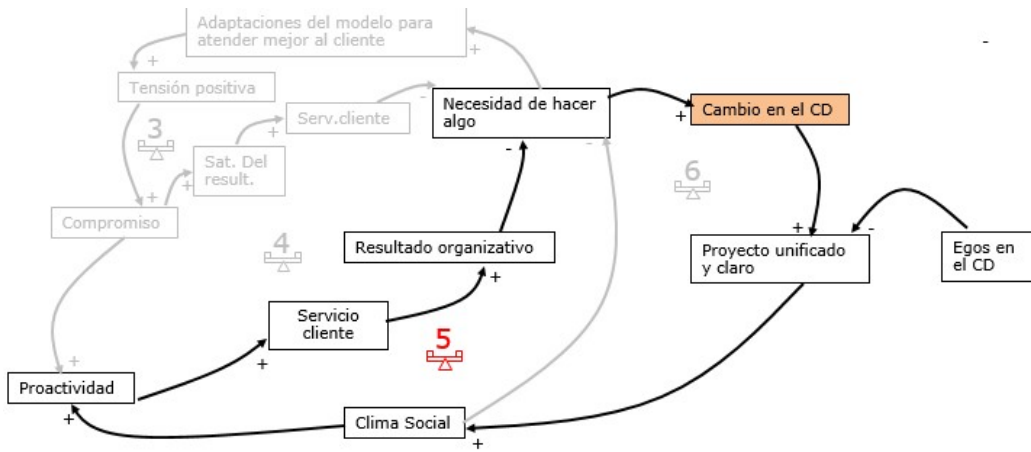 Adaptaciones del modelo para
atender mejor al cliente
+
+
-
Tensión positiva
Serv.cliente
-
Necesidad de hacer
algo
+
Cambio en el CD
3
+
Sat. Del
result.
-
-
6
+
+
Compromiso
4
Resultado organizativo
+
-
Proyecto unificado
y claro
Egos en
el CD
+
Servicio
cliente
5
+
+
Proactividad
+
Clima Social
+